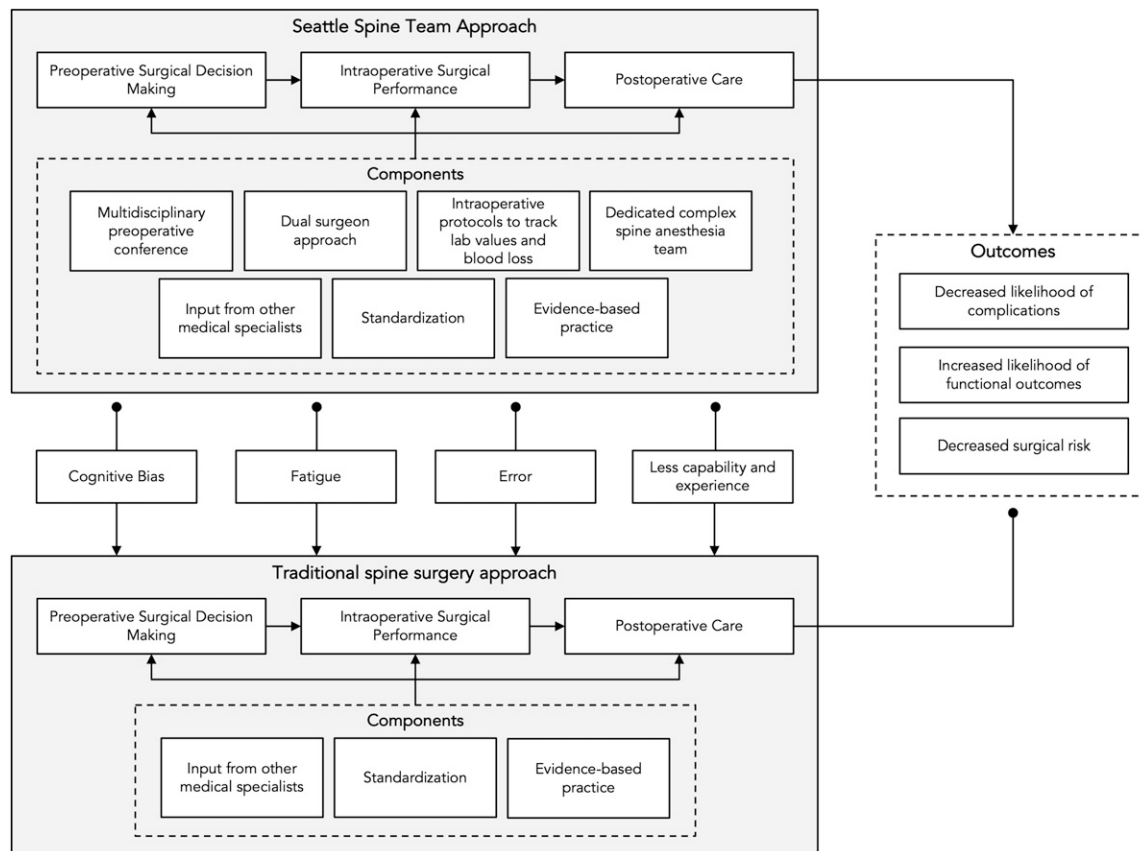 Seattle Spine Team Approach
Preoperative Surgical Decision
Making
Intraoperative Surgical
Performance
Postoperative Care
Components
Multidisciplinary
preoperative
conference
Dual surgeon
approach
Intraoperative
protocols to track
lab values and
blood loss
Dedicated complex
spine anesthesia
team
Input from other
medical specialists
Standardization
Evidence-based
practice
Outcomes
Decreased likelihood of
complications
Increased likelihood of
functional outcomes
Decreased surgical risk
Cognitive Bias
Fatigue
Error
Less capability and
experience
Traditional spine surgery approach
Preoperative Surgical Decision
Making
Intraoperative Surgical
Performance
Postoperative Care
Components
Input from other
medical specialists
Standardization
Evidence-based
practice